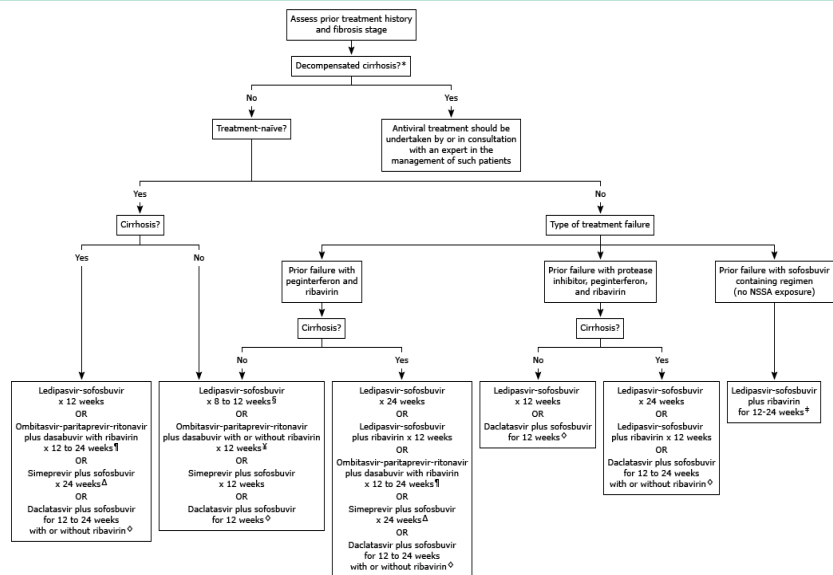 Assess prior treatment history
and fibrosis stage
Decompensated cirrhosis?*
No
Yes
Treatment-naïve?
Antiviral treatment should be
undertaken by or in consultation
with an expert in the
management of such patients
Yes
No
Cirrhosis?
Type of treatment failure
Yes
No
Prior failure with
peginterferon and
ribavirin
Prior failure with protease
inhibitor, peginterferon,
and ribavirin
Prior failure with sofosbuvir
containing regimen
(no NS5A exposure)
Cirrhosis?
Cirrhosis?
No
Yes
No
Yes
Ledipasvir-sofosbuvir
x 12 weeks
OR
Ombitasvir-paritaprevir-ritonavir
plus dasabuvir with ribavirin
x 12 to 24 weeks¶
OR
Simeprevir plus sofosbuvir
x 24 weeksΔ
OR
Daclatasvir plus sofosbuvir
for 12 to 24 weeks
with or without ribavirin◊
Ledipasvir-sofosbuvir
x 8 to 12 weeks§
OR
Ombitasvir-paritaprevir-ritonavir
plus dasabuvir with or without ribavirin
x 12 weeks¥
OR
Simeprevir plus sofosbuvir
x 12 weeks
OR
Daclatasvir plus sofosbuvir
for 12 weeks◊
Ledipasvir-sofosbuvir
x 24 weeks
OR
Ledipasvir-sofosbuvir
plus ribavirin x 12 weeks
OR
Ombitasvir-paritaprevir-ritonavir
plus dasabuvir with ribavirin
x 12 to 24 weeks¶
OR
Simeprevir plus sofosbuvir
x 24 weeksΔ
OR
Daclatasvir plus sofosbuvir
for 12 to 24 weeks
with or without ribavirin◊
Ledipasvir-sofosbuvir
x 12 weeks
OR
Daclatasvir plus sofosbuvir
for 12 weeks◊
Ledipasvir-sofosbuvir
x 24 weeks
OR
Ledipasvir-sofosbuvir
plus ribavirin x 12 weeks
OR
Daclatasvir plus sofosbuvir
for 12 to 24 weeks
with or without ribavirin◊
Ledipasvir-sofosbuvir
plus ribavirin
for 12-24 weeks‡